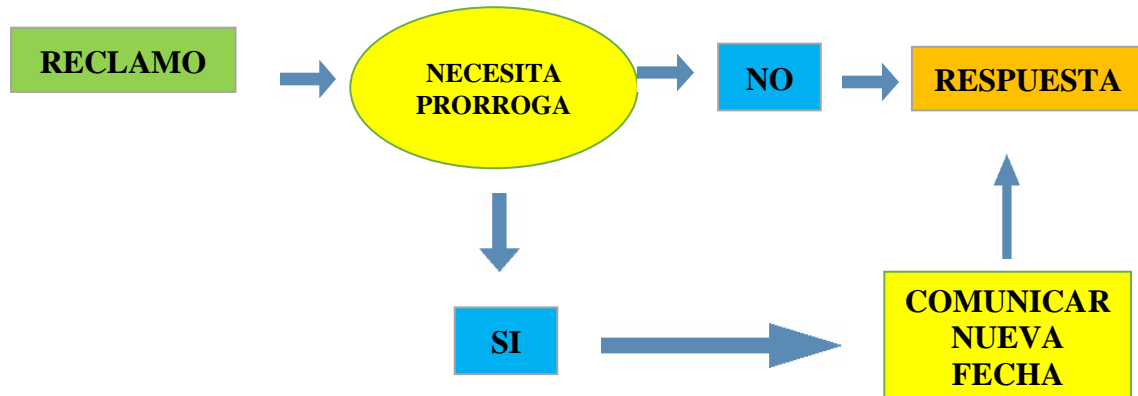 RECLAMO
NECESITA
PRORROGA
NO
RESPUESTA
SI
COMUNICAR
NUEVA
FECHA